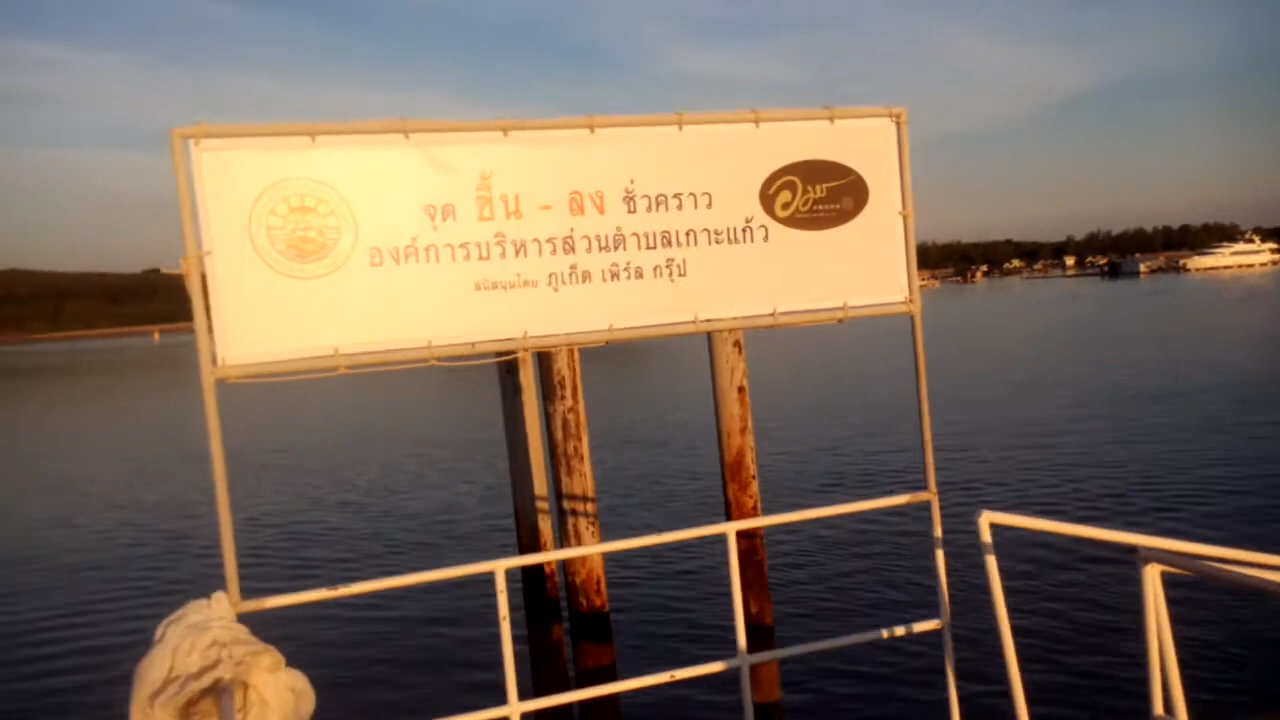 จุด ขึ้น - ลง ชั่วคราว
องค์การบริหารส่วนตำบลเกาะแก้ว
สนับสนุนโดย ภูเก็ต เพิร์ล กรุ๊ป